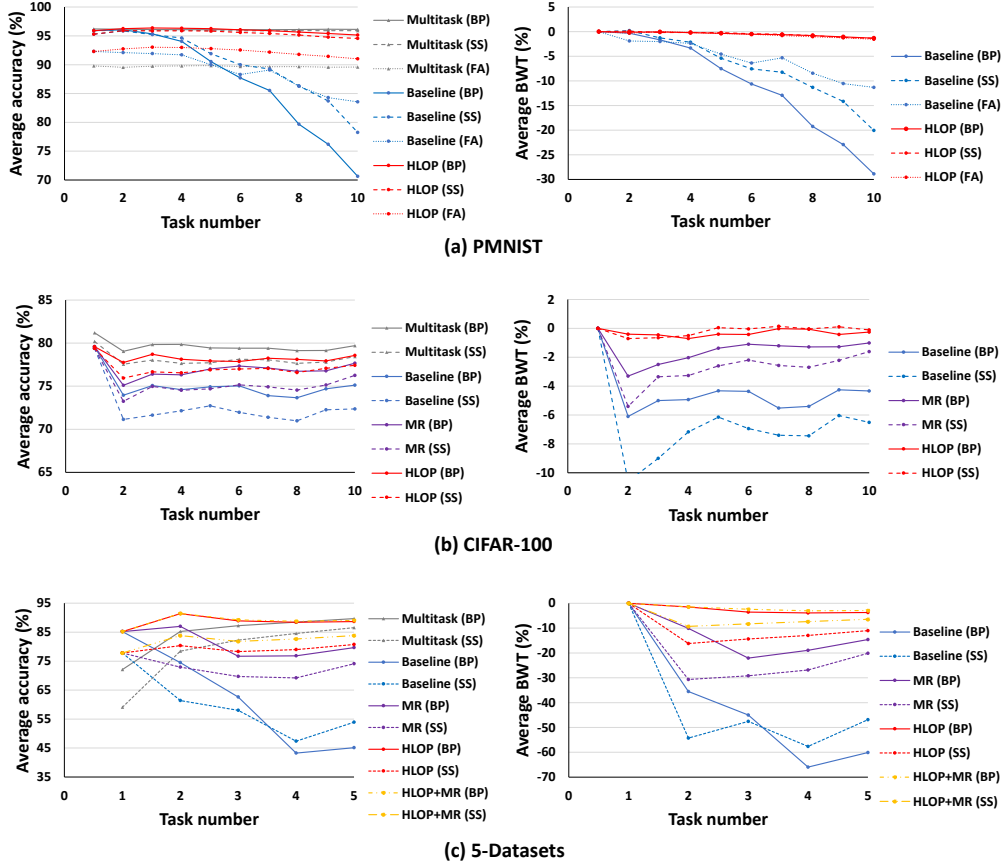 Average accuracy (%)
100
95
90
85
80
75
70
0
2
4
6
8
10
Task number
Multitask (BP)
Multitask (SS)
Multitask (FA)
Baseline (BP)
Baseline (SS)
Baseline (FA)
HLOP (BP)
HLOP (SS)
HLOP (FA)
Average BWT (%)
5
0
-5
-10
-15
-20
-25
-30
0
2
4
6
8
10
Task number
Baseline (BP)
Baseline (SS)
Baseline (FA)
HLOP (BP)
HLOP (SS)
HLOP (FA)
(a) PMNIST
Average accuracy (%)
85
80
75
70
65
0
2
4
6
8
10
Task number
Multitask (BP)
Multitask (SS)
Baseline (BP)
Baseline (SS)
MR (BP)
MR (SS)
HLOP (BP)
HLOP (SS)
Average BWT (%)
2
0
-2
-4
-6
-8
-10
0
2
4
6
8
10
Task number
Baseline (BP)
Baseline (SS)
MR (BP)
MR (SS)
HLOP (BP)
HLOP (SS)
(b) CIFAR-100
Average accuracy (%)
95
85
75
65
55
45
35
0
1
2
3
4
5
Task number
Multitask (BP)
Multitask (SS)
Baseline (BP)
Baseline (SS)
MR (BP)
MR (SS)
HLOP (BP)
HLOP (SS)
HLOP+MR (BP)
HLOP+MR (SS)
Average BWT (%)
0
-10
-20
-30
-40
-50
-60
-70
0
1
2
3
4
5
Task number
Baseline (BP)
Baseline (SS)
MR (BP)
MR (SS)
HLOP (BP)
HLOP (SS)
HLOP+MR (BP)
HLOP+MR (SS)
(c) 5-Datasets